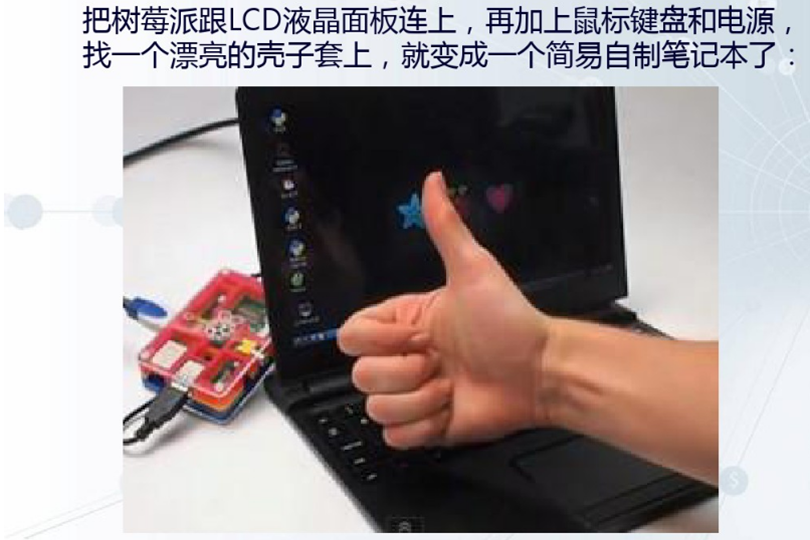 把树莓派跟LCD液晶面板连上，再加上鼠标键盘和电源，
找一个漂亮的壳子套上，就变成一个简易自制笔记本了：